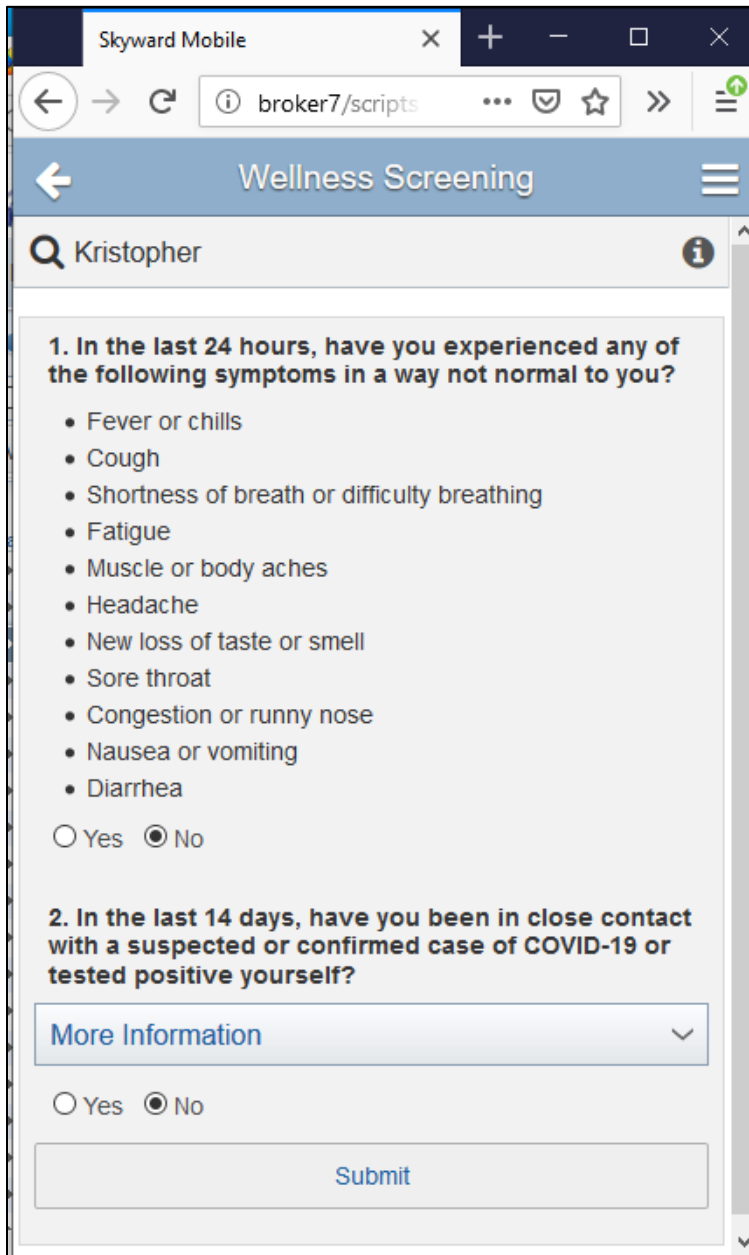 Skyward Mobile
broker7/scripts
Wellness Screening
Kristopher
1. In the last 24 hours, have you experienced any of
the following symptoms in a way not normal to you?
• Fever or chills
• Cough
• Shortness of breath or difficulty breathing
• Fatigue
• Muscle or body aches
• Headache
• New loss of taste or smell
• Sore throat
• Congestion or runny nose
• Nausea or vomiting
• Diarrhea
Yes No
2. In the last 14 days, have you been in close contact
with a suspected or confirmed case of COVID-19 or
tested positive yourself?
More Information
Yes No
Submit